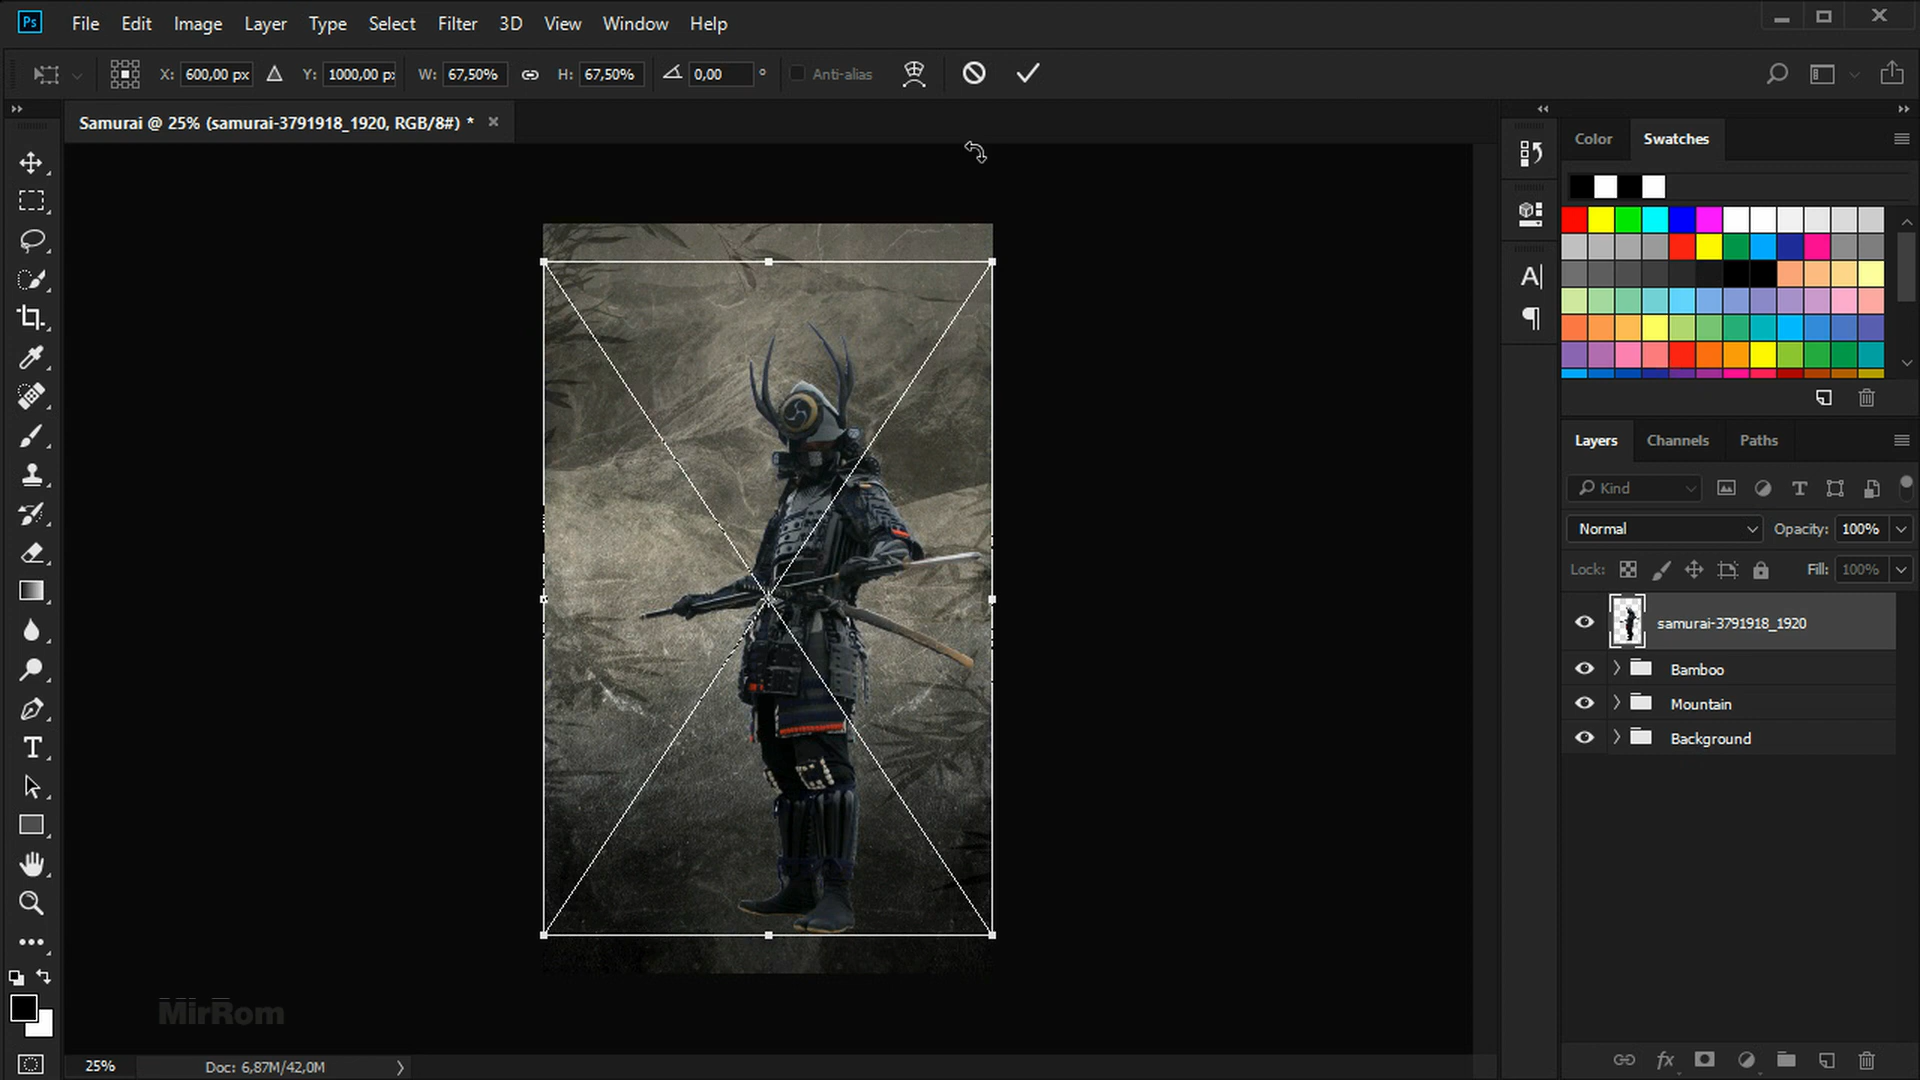 Ps File Edit Image Layer Type Select Filter 3D View Window Help
X: 600,00 px Y: 1000,00 p W: 67,50% H: 67,50% 0,00 ° Anti-alias
Samurai @ 25% (samurai-3791918_1920, RGB/8#) * ×
Color Swatches
Layers Channels Paths
Kind
Normal Opacity: 100%
Lock: Fill: 100%
samurai-3791918_1920
Bamboo
Mountain
Background
MirRom
25% Doc: 6,87M/42,0M